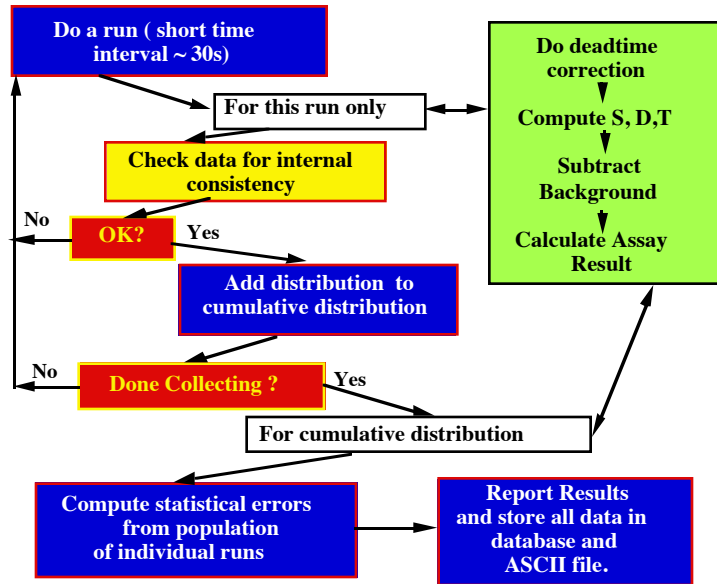 Do a run ( short time
interval ~ 30s)
For this run only
Check data for internal
consistency
No
OK?
Yes
Add distribution to
cumulative distribution
No
Done Collecting ?
Yes
For cumulative distribution
Compute statistical errors
from population
of individual runs
Report Results
and store all data in
database and
ASCII file.
Do deadtime
correction
Compute S, D,T
Subtract
Background
Calculate Assay
Result